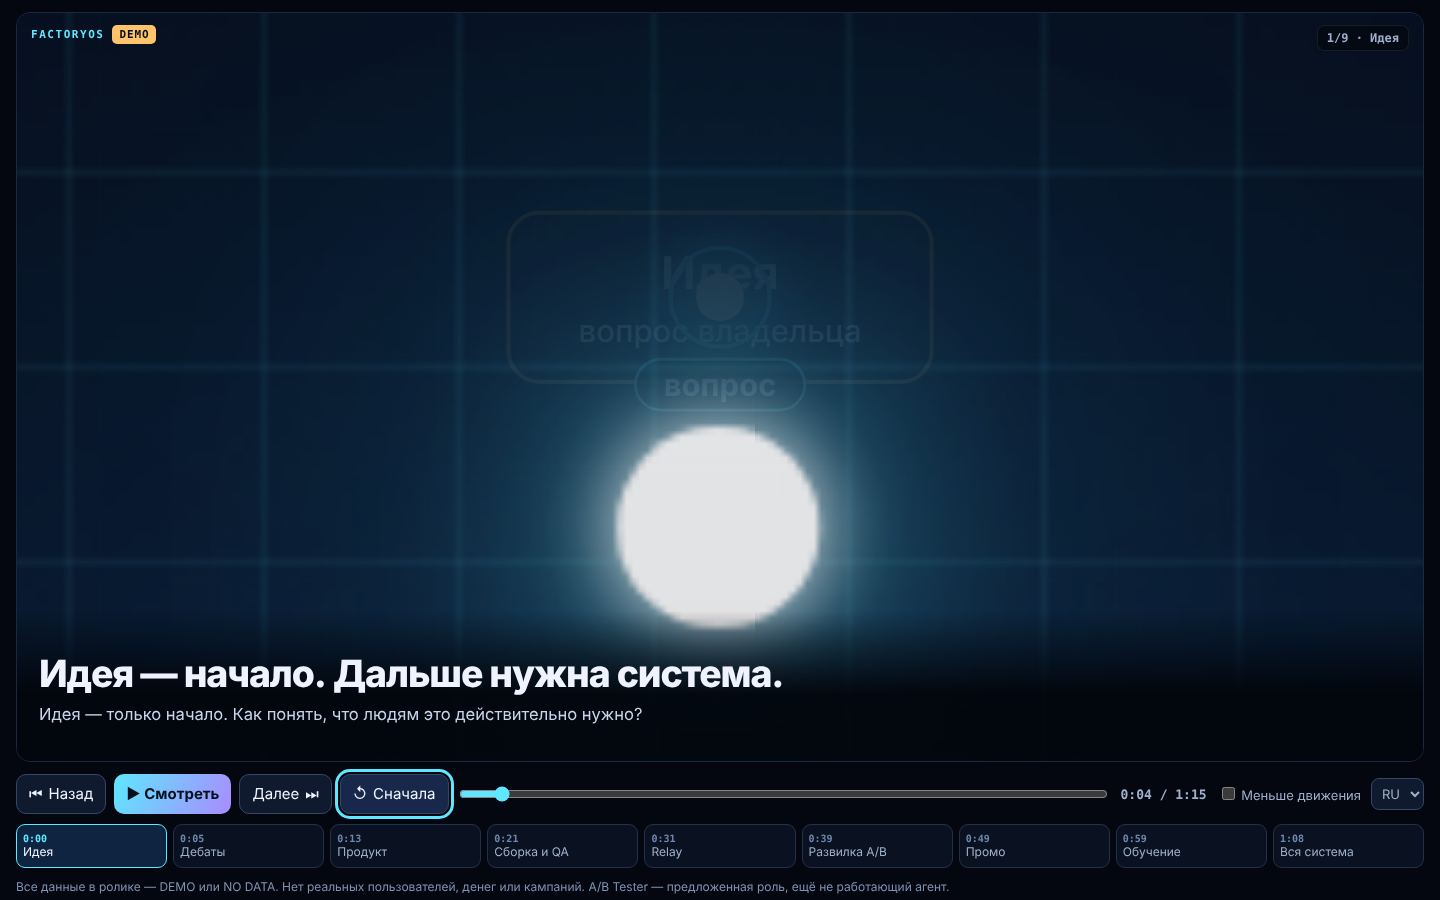 FACTORYOS DEMO
1/9 · Идея
Идея
вопрос владельца
вопрос
Идея — начало. Дальше нужна система.
Идея — только начало. Как понять, что людям это действительно нужно?
⏮ Назад
▶ Смотреть
Далее ⏭
↺ Сначала
0:04 / 1:15
Меньше движения
RU
0:00
Идея
0:05
Дебаты
0:13
Продукт
0:21
Сборка и QA
0:31
Relay
0:39
Развилка A/B
0:49
Промо
0:59
Обучение
1:08
Вся система
Все данные в ролике — DEMO или NO DATA. Нет реальных пользователей, денег или кампаний. A/B Tester — предложенная роль, ещё не работающий агент.